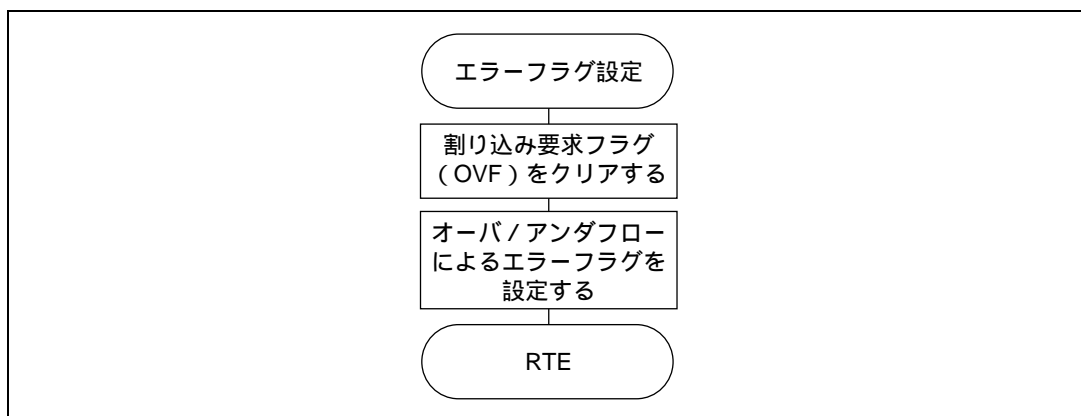 エラーフラグ設定
割り込み要求フラグ
(OVF)をクリアする
オーバ/アンダフロー
によるエラーフラグを
設定する
RTE